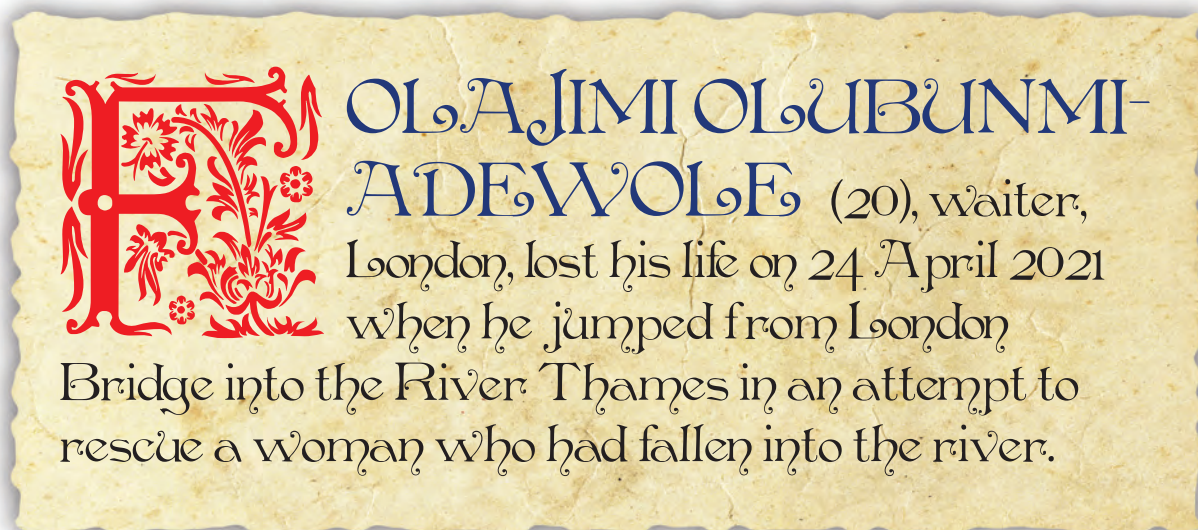 FOLAJIMI OLUBUNMI-
ADEWOLE (20), waiter,
London, lost his life on 24 April 2021
when he jumped from London
Bridge into the River Thames in an attempt to
rescue a woman who had fallen into the river.